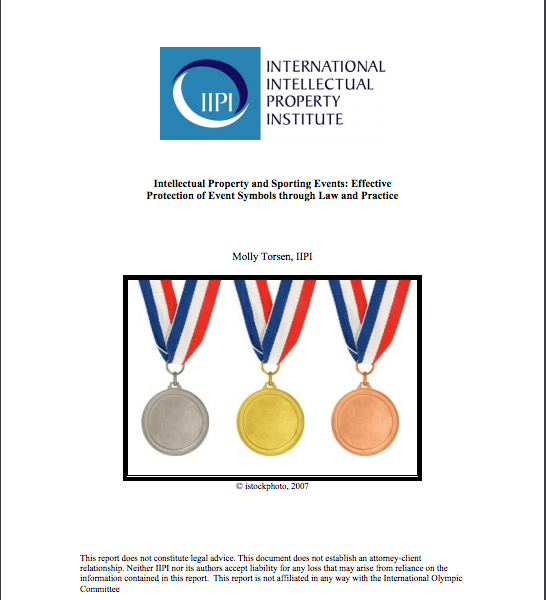 IIPI
INTERNATIONAL
INTELLECTUAL
PROPERTY
INSTITUTE
Intellectual Property and Sporting Events: Effective
Protection of Event Symbols through Law and Practice
Molly Torsen, IIPI
© istockphoto, 2007
This report does not constitute legal advice. This document does not establish an attorney-client
relationship. Neither IIPI nor its authors accept liability for any loss that may arise from reliance on the
information contained in this report.  This report is not affiliated in any way with the International Olympic
Committee